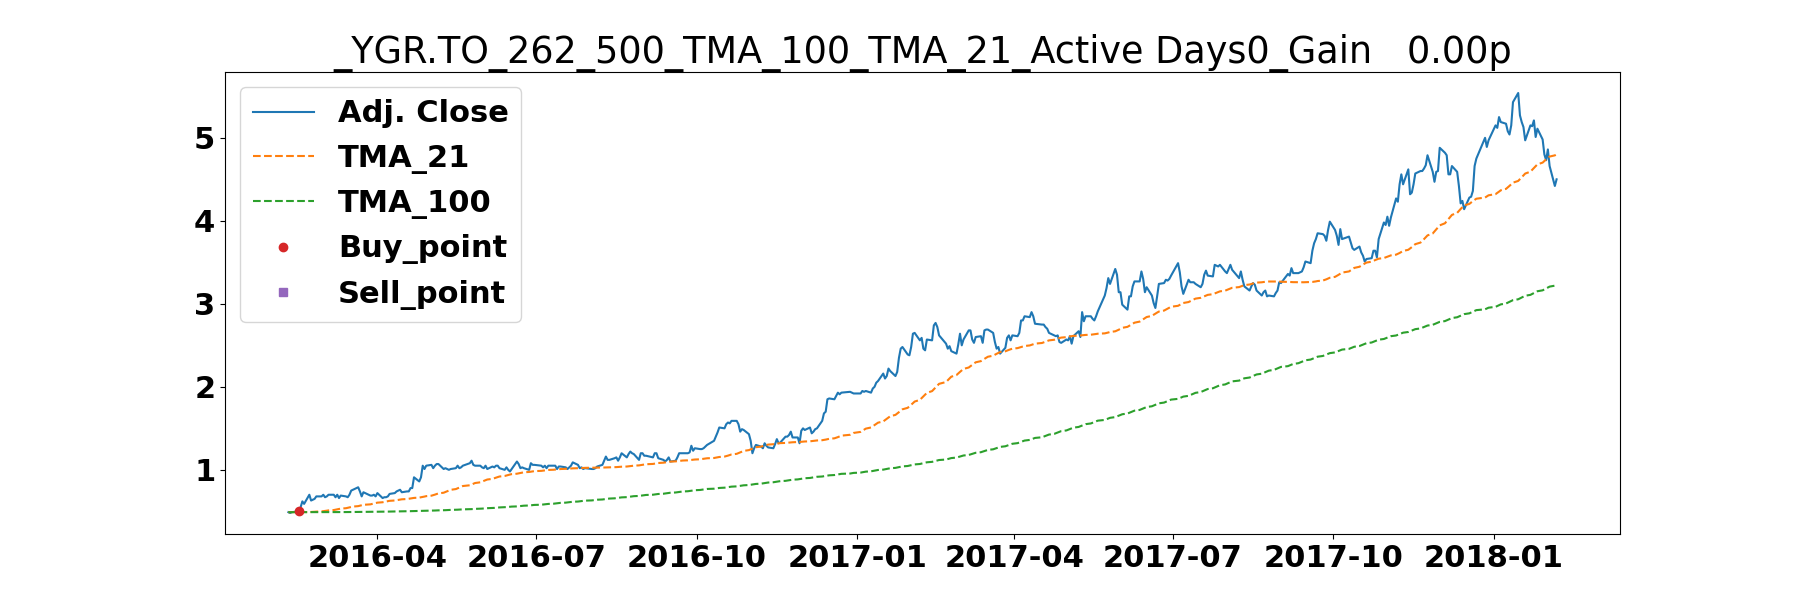 _YGR.TO_262_500_TMA_100_TMA_21_Active Days0_Gain   0.00p
Adj. Close
TMA_21
TMA_100
Buy_point
Sell_point
5
4
3
2
1
2016-04 2016-07 2016-10 2017-01 2017-04 2017-07 2017-10 2018-01